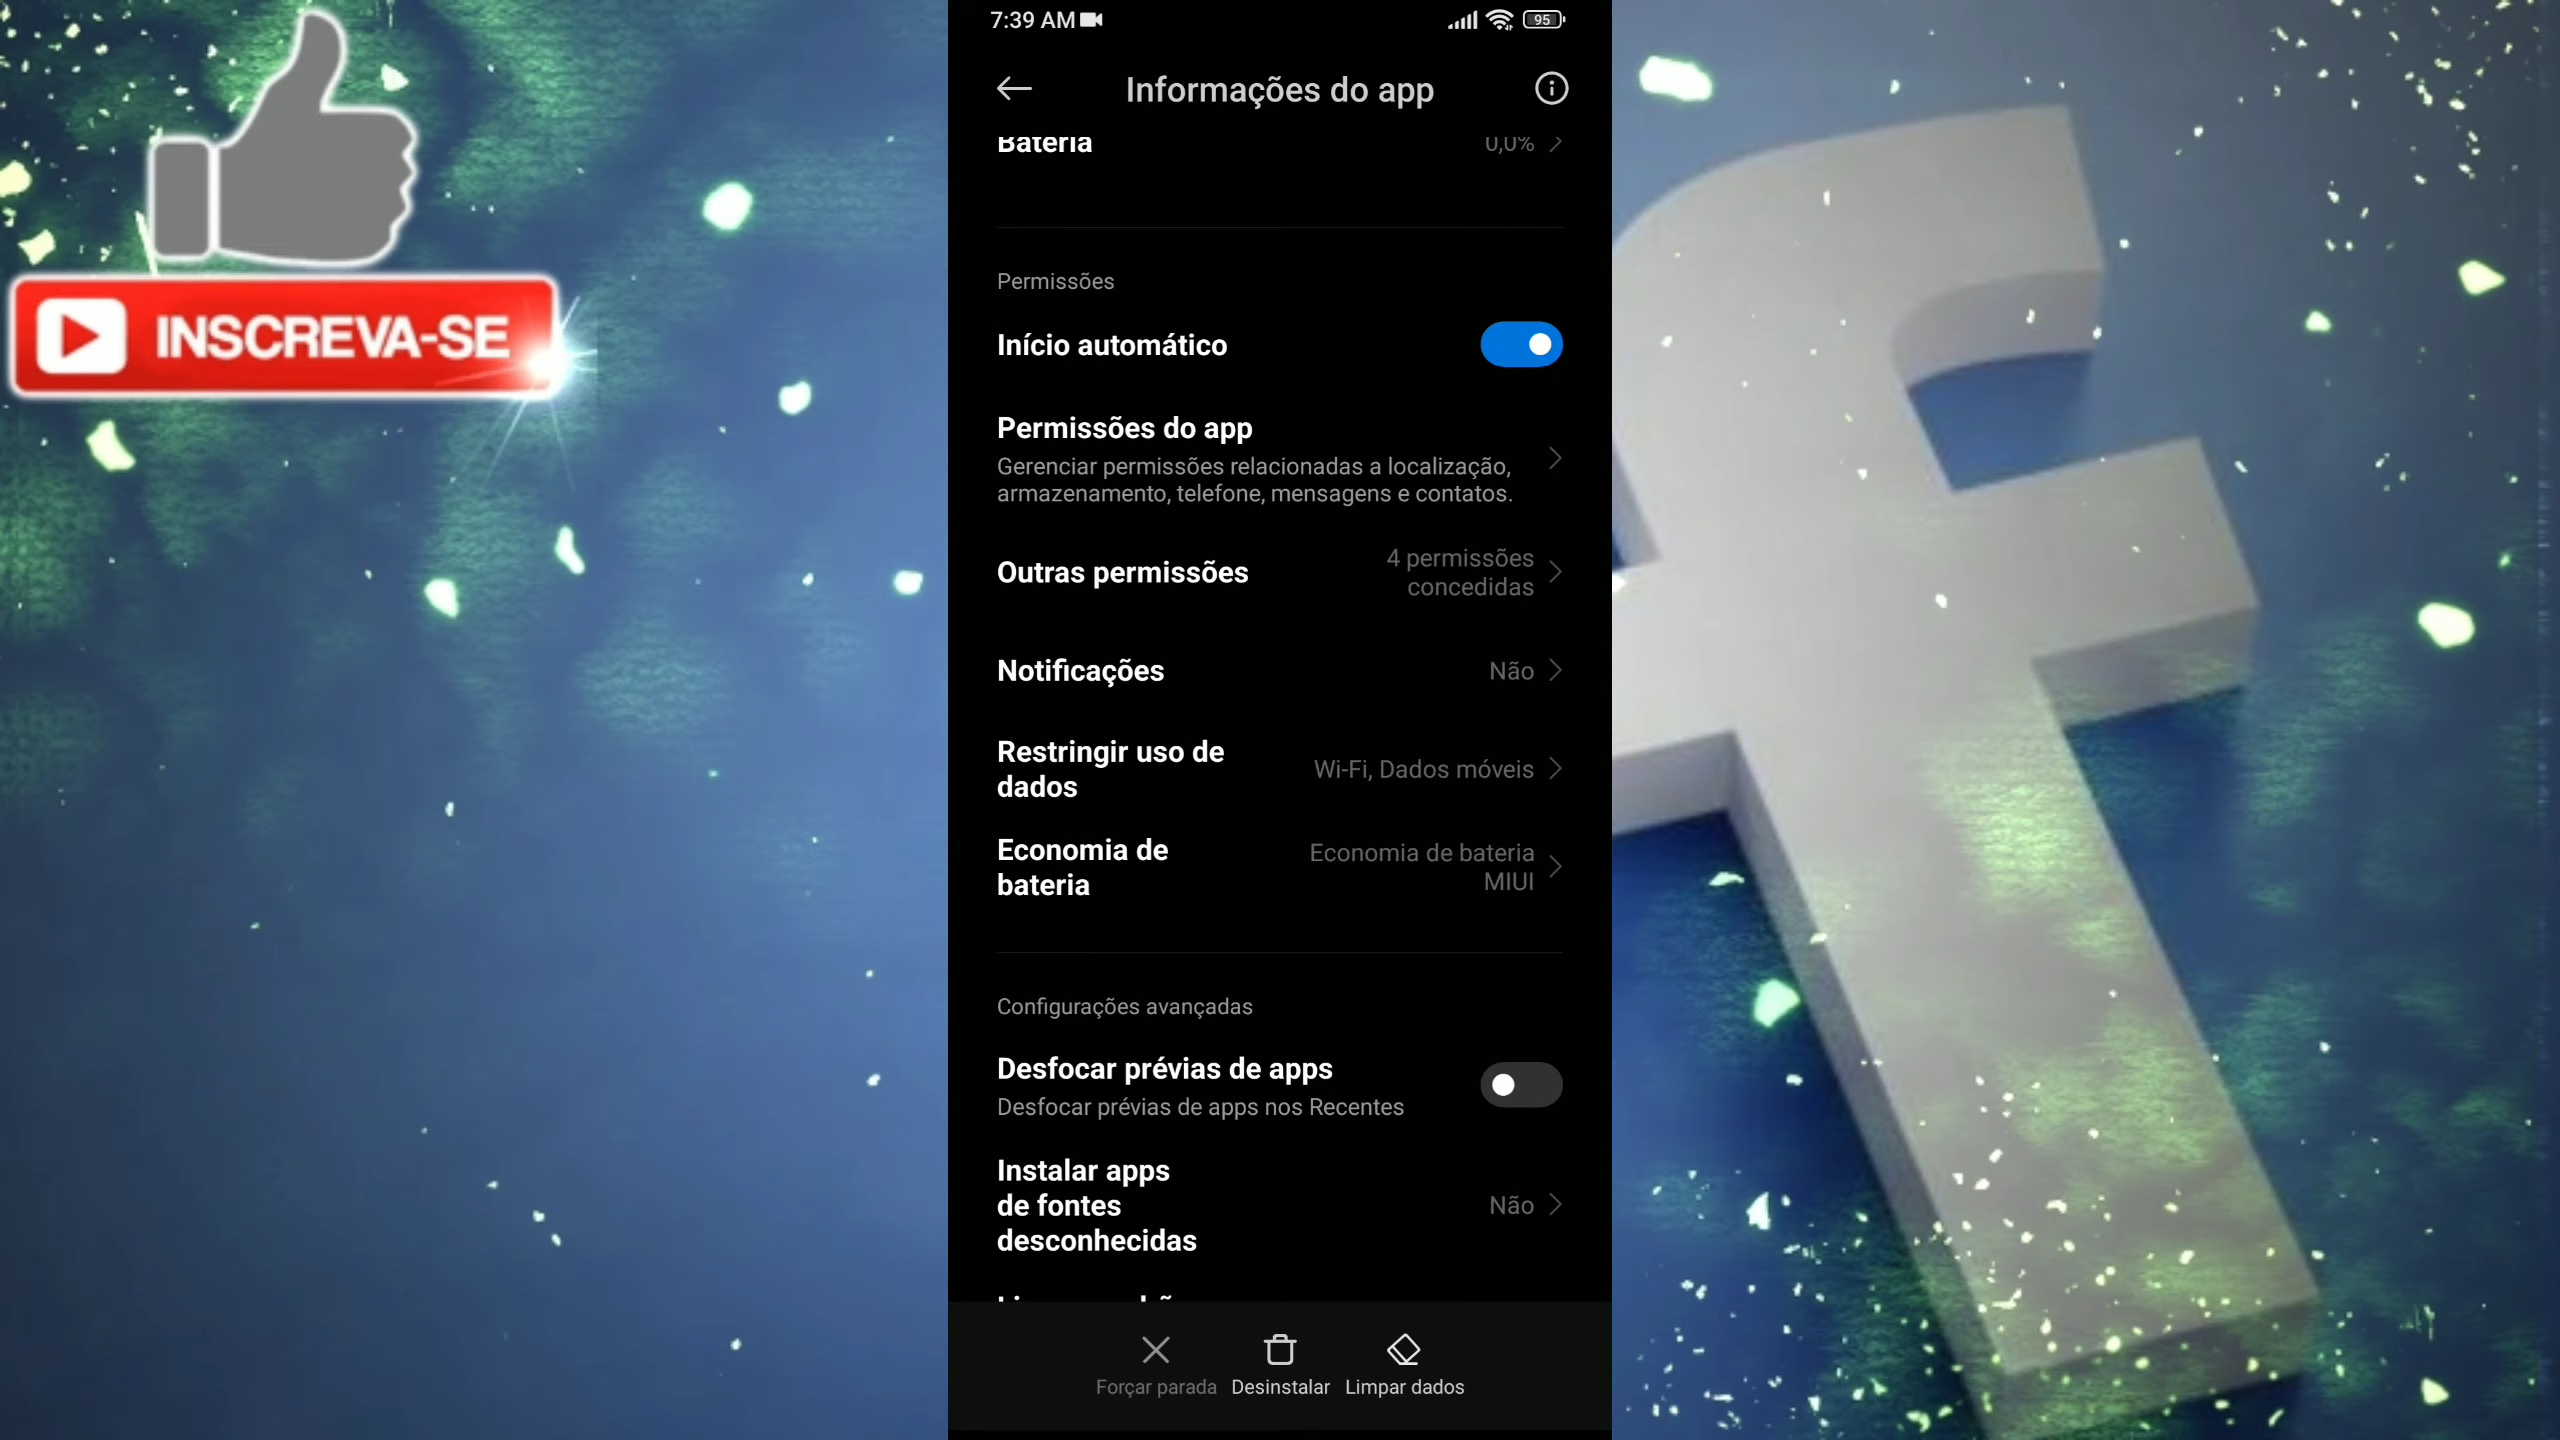 INSCREVA-SE
7:39 AM
95
Informações do app
Bateria
0,0%
Permissões
Início automático
Permissões do app
Gerenciar permissões relacionadas a localização,
armazenamento, telefone, mensagens e contatos.
Outras permissões
4 permissões
concedidas
Notificações
Não
Restringir uso de
dados
Wi-Fi, Dados móveis
Economia de
bateria
Economia de bateria
MIUI
Configurações avançadas
Desfocar prévias de apps
Desfocar prévias de apps nos Recentes
Instalar apps
de fontes
desconhecidas
Não
Forçar parada
Desinstalar
Limpar dados